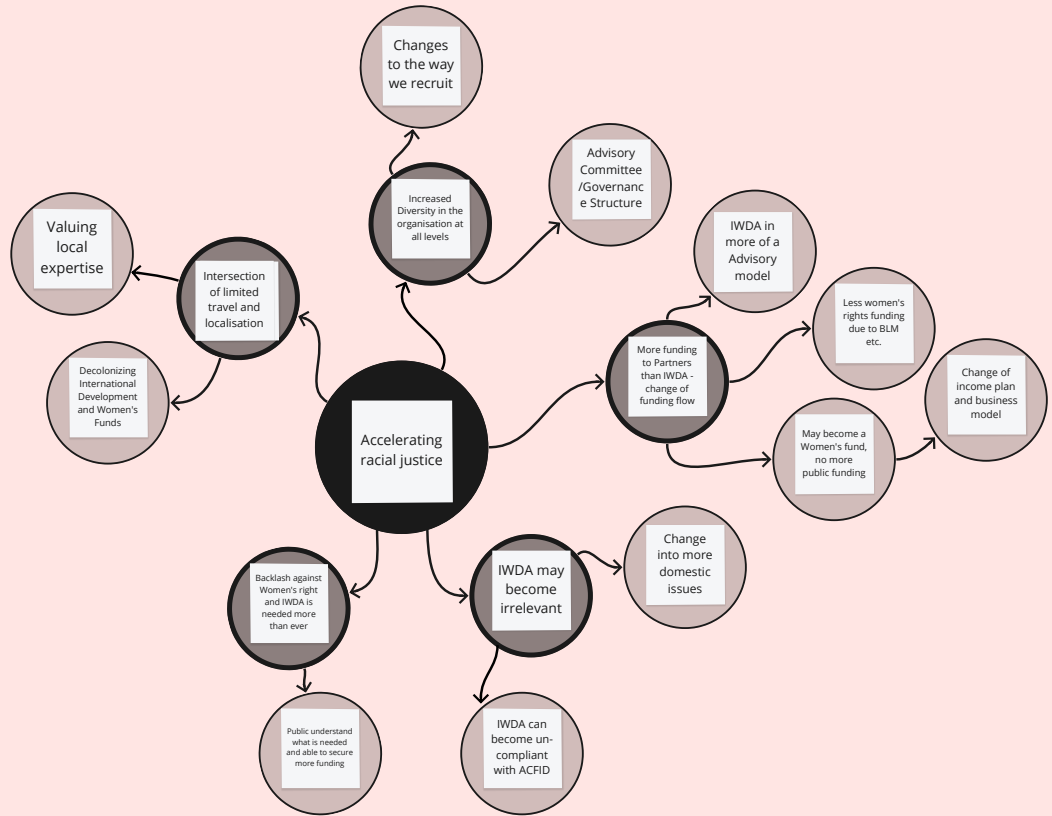 Changes
to the way
we recruit
Increased
Diversity in the
organisation at
all levels
Advisory
Committee
/Governanc
e Structure
Valuing
local
expertise
Intersection
of limited
travel and
localisation
Decolonizing
International
Development
and Women's
Funds
IWDA in
more of a
Advisory
model
Less women's
rights funding
due to BLM
etc.
More funding
to Partners
than IWDA -
change of
funding flow
Change of
income plan
and business
model
May become a
Women's fund,
no more
public funding
Accelerating
racial justice
Backlash against
Women's right
and IWDA is
needed more
than ever
IWDA may
become
irrelevant
Change
into more
domestic
issues
Public understand
what is needed
and able to secure
more funding
IWDA can
become un-
compliant
with ACFID